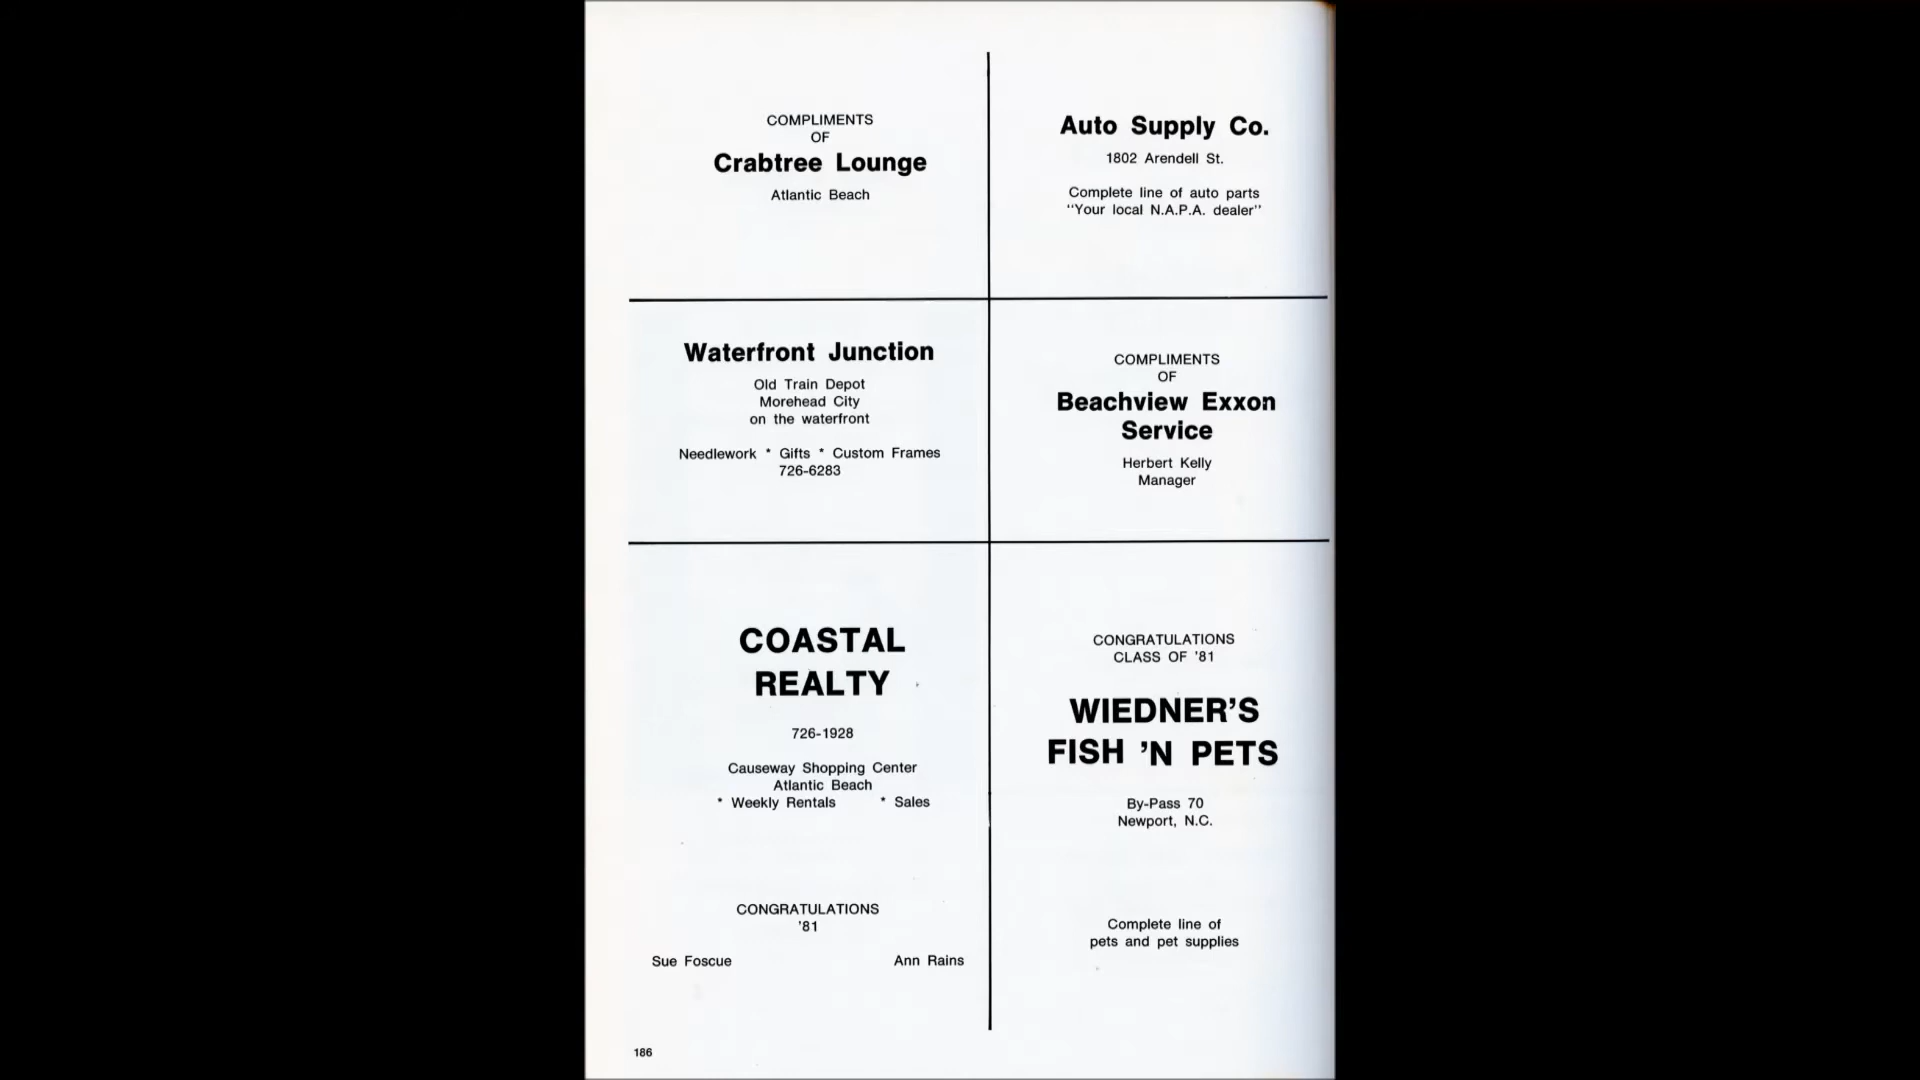 COMPLIMENTS
OF
Crabtree Lounge
Atlantic Beach
Auto Supply Co.
1802 Arendell St.
Complete line of auto parts
"Your local N.A.P.A. dealer"
Waterfront Junction
Old Train Depot
Morehead City
on the waterfront
Needlework * Gifts * Custom Frames
726-6283
COMPLIMENTS
OF
Beachview Exxon
Service
Herbert Kelly
Manager
COASTAL
REALTY
726-1928
Causeway Shopping Center
Atlantic Beach
* Weekly Rentals * Sales
CONGRATULATIONS
'81
Sue Foscue Ann Rains
CONGRATULATIONS
CLASS OF '81
WIEDNER'S
FISH 'N PETS
By-Pass 70
Newport, N.C.
Complete line of
pets and pet supplies
186